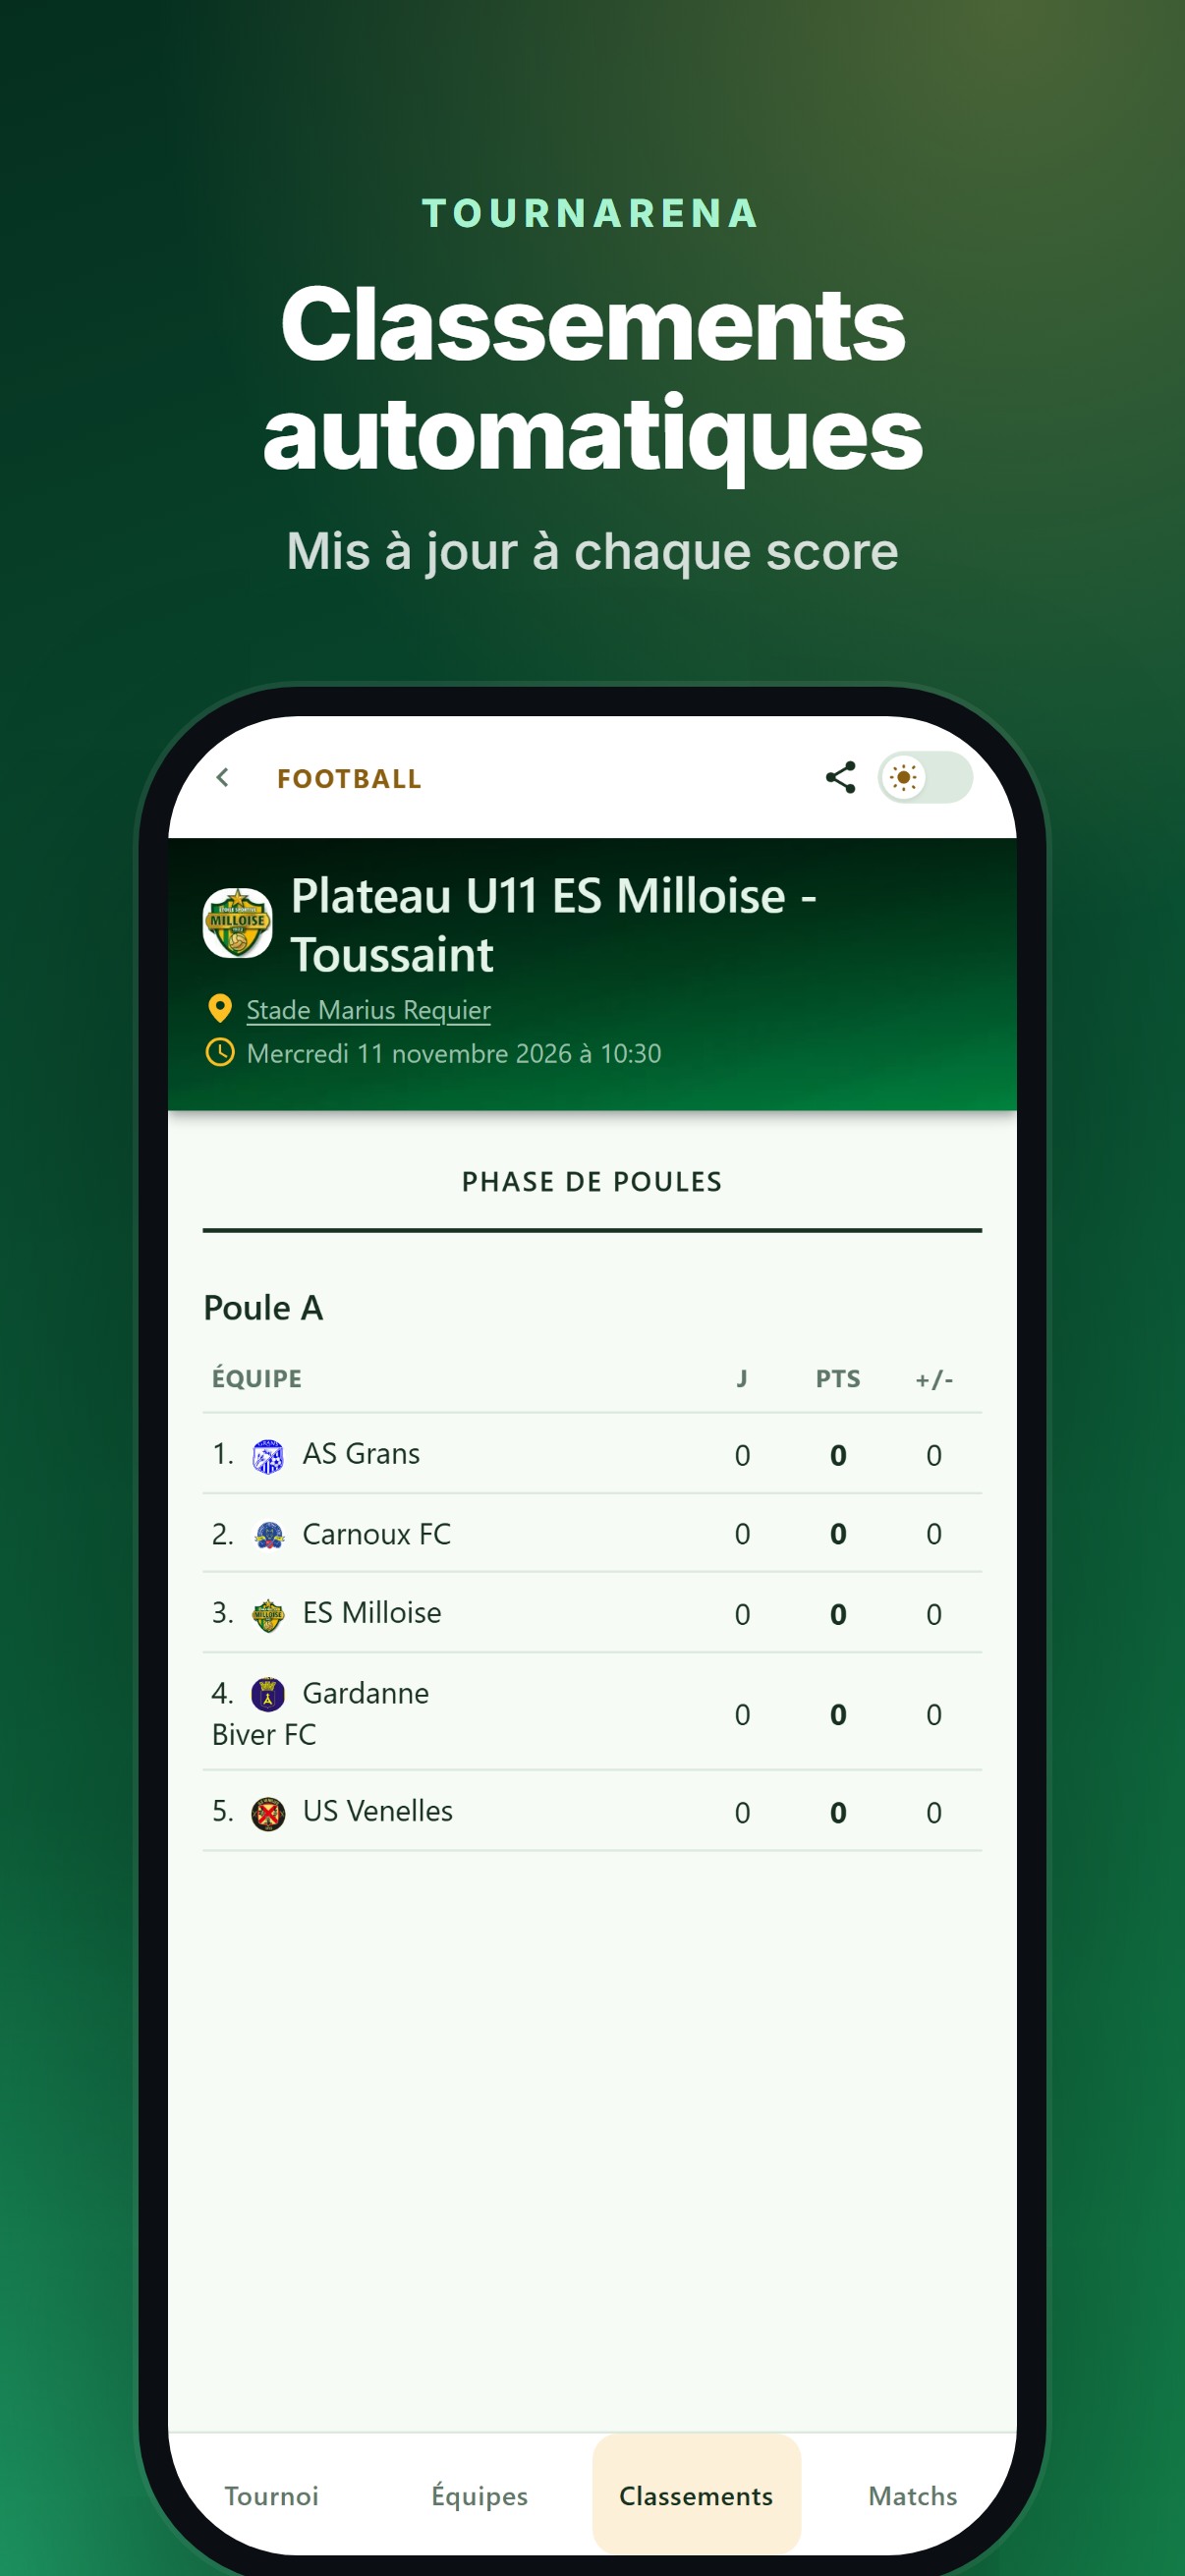 TOURNARENA
Classements
automatiques
Mis à jour à chaque score
FOOTBALL
Plateau U11 ES Milloise -
Toussaint
MILLOISE
Stade Marius Requier
Mercredi 11 novembre 2026 à 10:30
PHASE DE POULES
Poule A
ÉQUIPE J PTS +/-
1. AS Grans 0 0 0
2. Carnoux FC 0 0 0
3. ES Milloise 0 0 0
4. Gardanne
Biver FC 0 0 0
5. US Venelles 0 0 0
Tournoi Équipes Classements Matchs